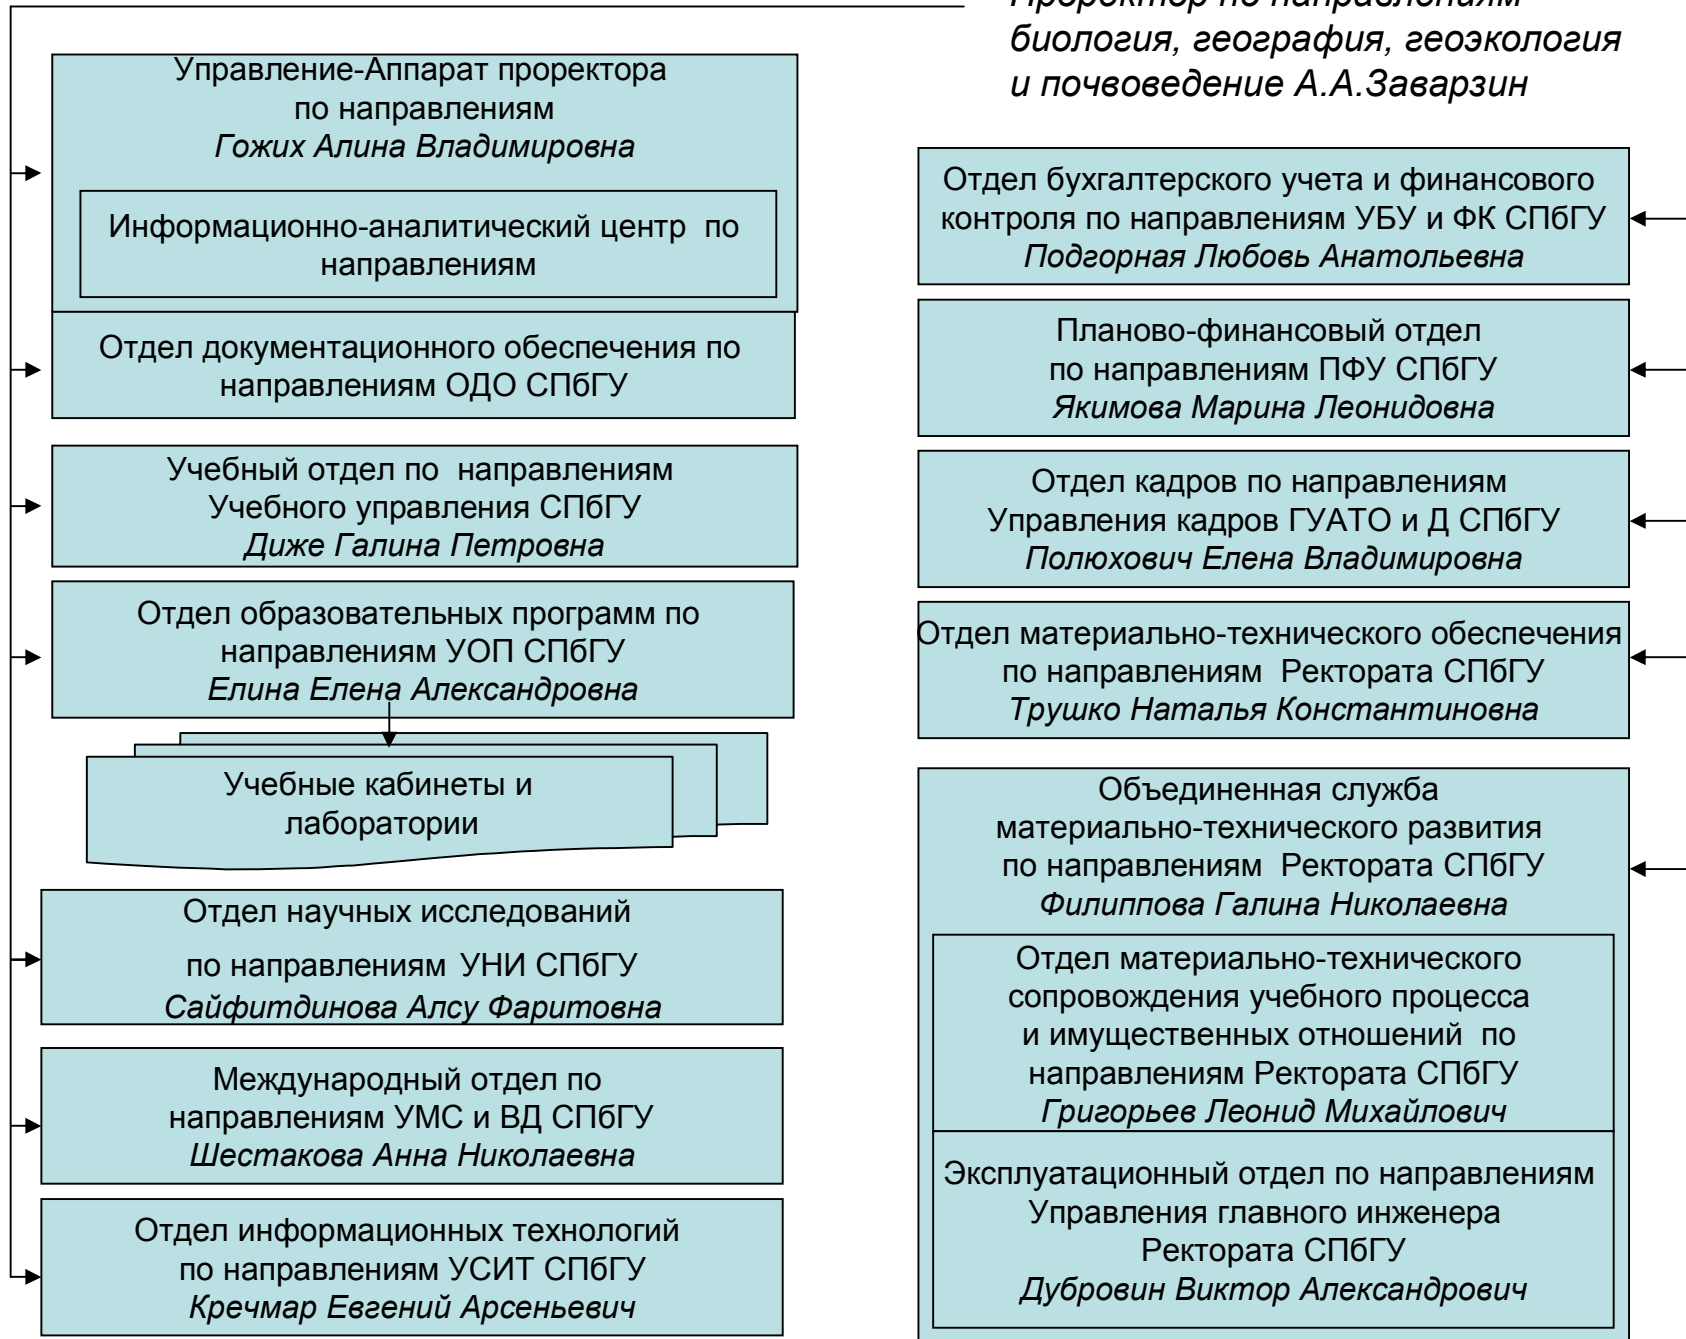 Проректор по направлениям
биология, география, геоэкология
и почвоведение А.А.Заварзин
Управление-Аппарат проректора
по направлениям
Гожих Алина Владимировна
Информационно-аналитический центр по
направлениям
Отдел документационного обеспечения по
направлениям ОДО СПбГУ
Учебный отдел по направлениям
Учебного управления СПбГУ
Диже Галина Петровна
Отдел образовательных программ по
направлениям УОП СПбГУ
Елина Елена Александровна
Учебные кабинеты и
лаборатории
Отдел научных исследований
по направлениям УНИ СПбГУ
Сайфитдинова Алсу Фаритовна
Международный отдел по
направлениям УМС и ВД СПбГУ
Шестакова Анна Николаевна
Отдел информационных технологий
по направлениям УСИТ СПбГУ
Кречмар Евгений Арсеньевич
Отдел бухгалтерского учета и финансового
контроля по направлениям УБУ и ФК СПбГУ
Подгорная Любовь Анатольевна
Планово-финансовый отдел
по направлениям ПФУ СПбГУ
Якимова Марина Леонидовна
Отдел кадров по направлениям
Управления кадров ГУАТО и Д СПбГУ
Полюхович Елена Владимировна
Отдел материально-технического обеспечения
по направлениям Ректората СПбГУ
Трушко Наталья Константиновна
Объединенная служба
материально-технического развития
по направлениям Ректората СПбГУ
Филиппова Галина Николаевна
Отдел материально-технического
сопровождения учебного процесса
и имущественных отношений по
направлениям Ректората СПбГУ
Григорьев Леонид Михайлович
Эксплуатационный отдел по направлениям
Управления главного инженера
Ректората СПбГУ
Дубровин Виктор Александрович